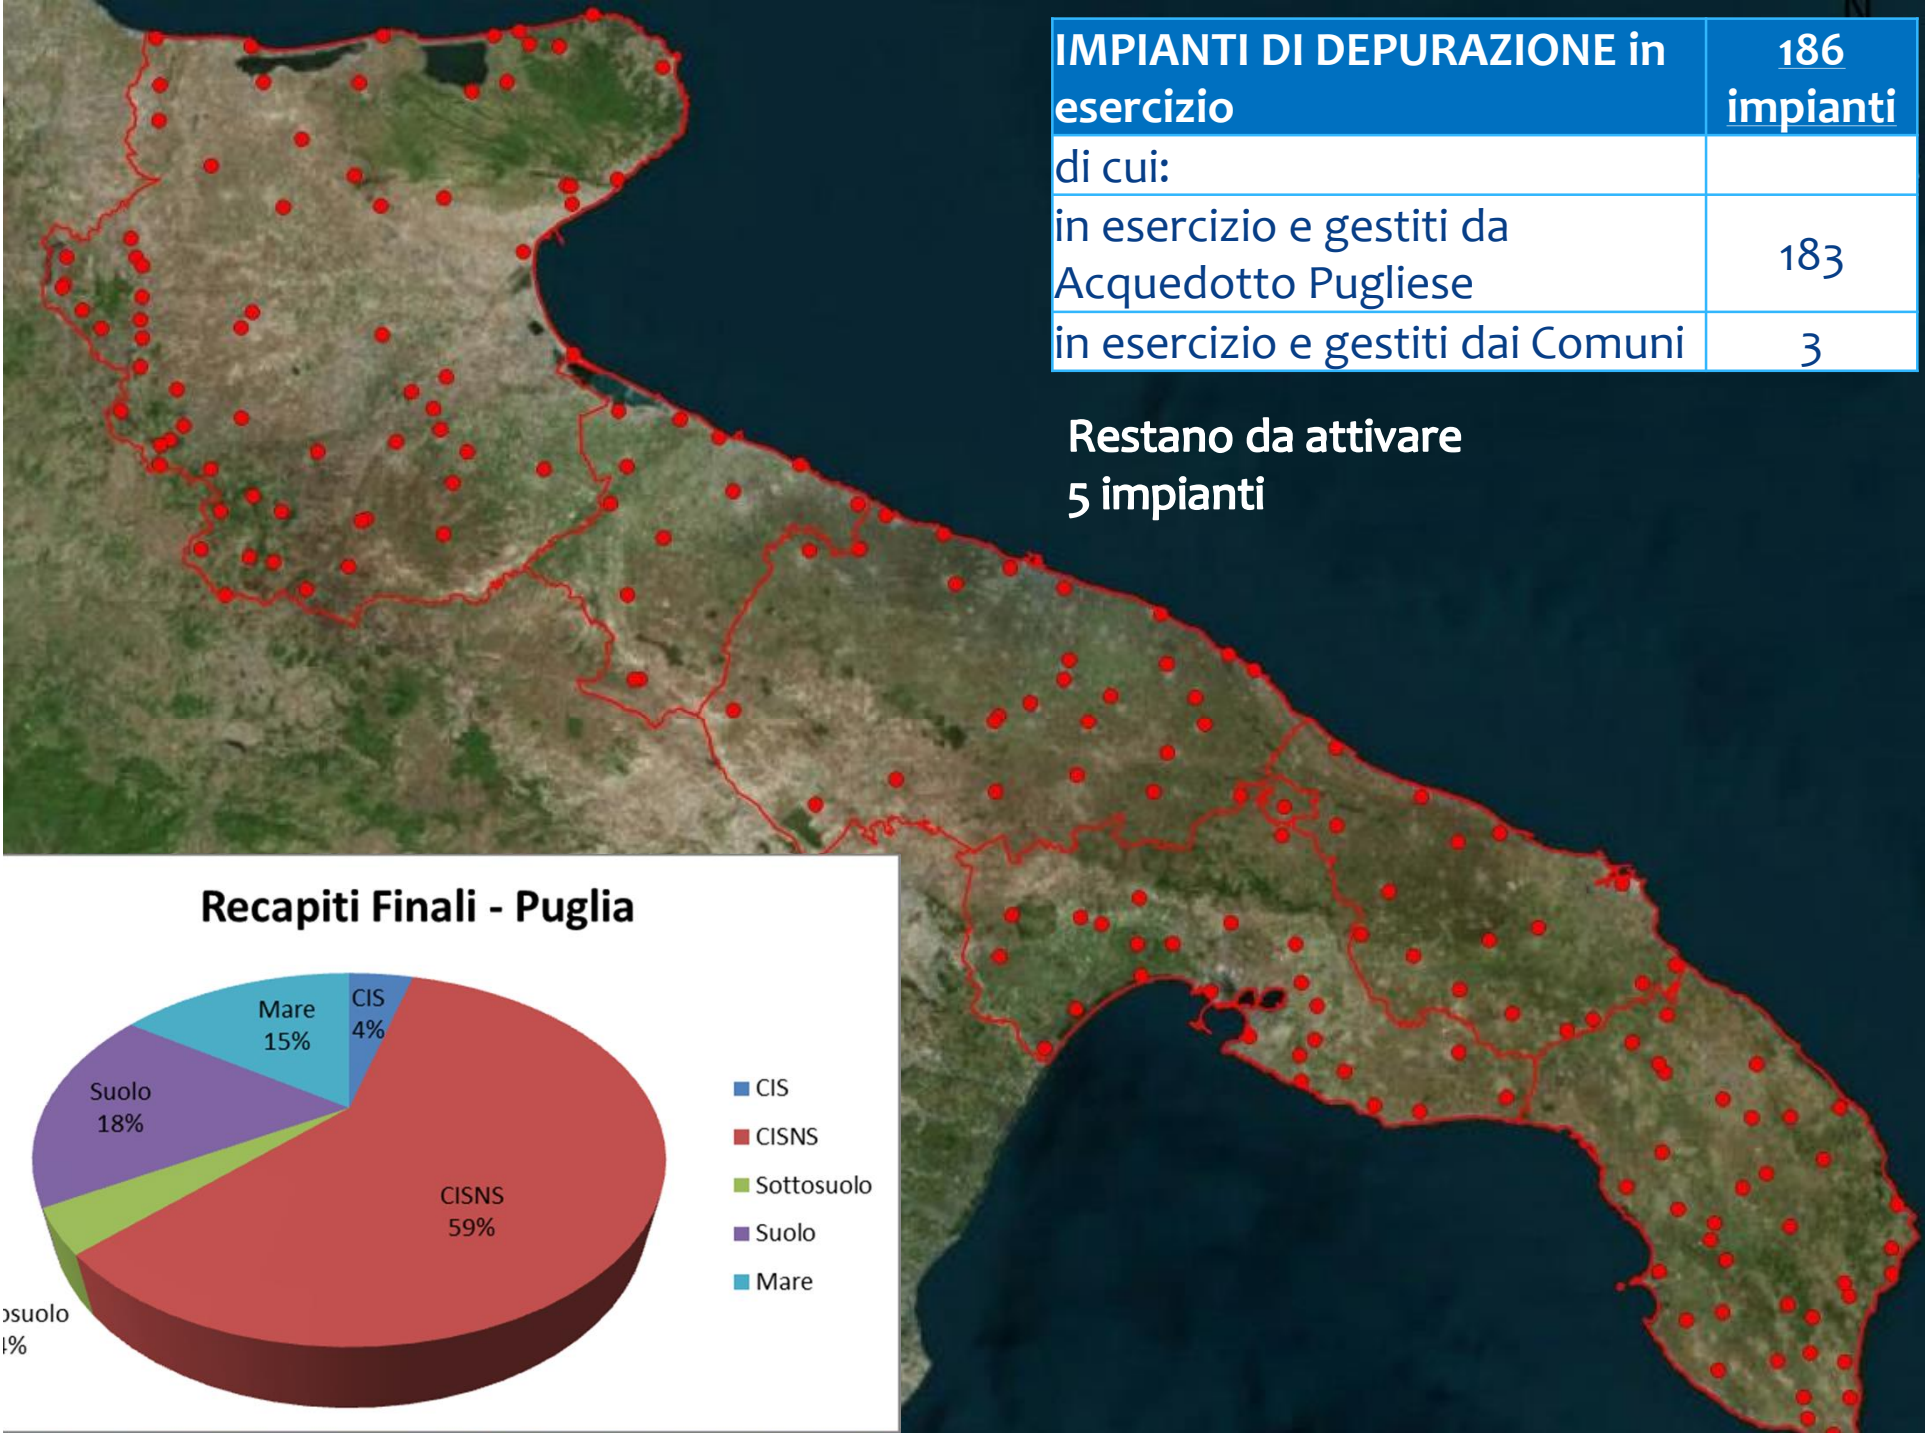 N
IMPIANTI DI DEPURAZIONE in
esercizio
186
impianti
di cui:
in esercizio e gestiti da
Acquedotto Pugliese
183
in esercizio e gestiti dai Comuni
3
Restano da attivare
5 impianti
Recapiti Finali - Puglia
CIS
4%
Mare
15%
Suolo
18%
CISNS
59%
osuolo
4%
CIS
CISNS
Sottosuolo
Suolo
Mare